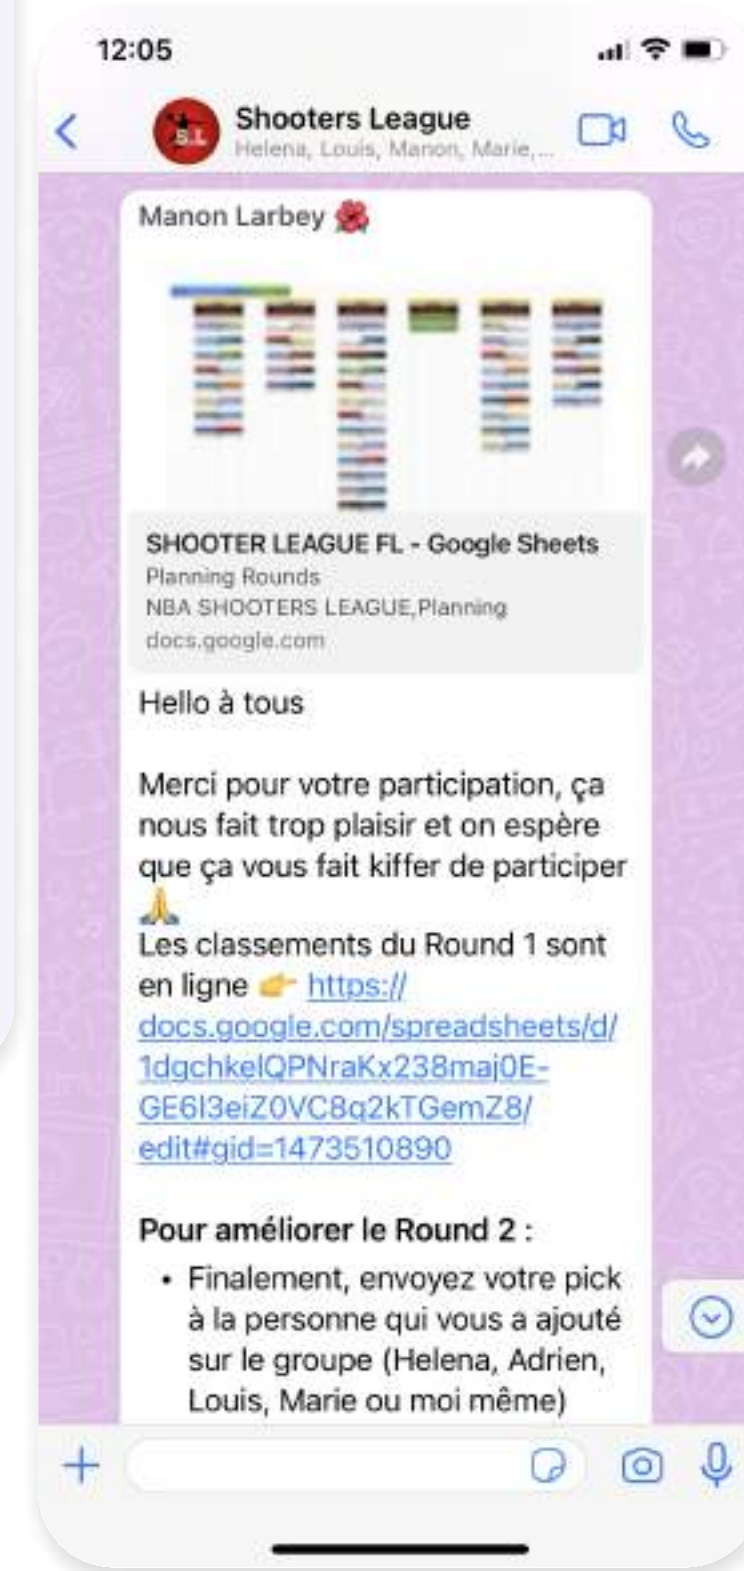 12:05
S.L
Shooters League
Helena, Louis, Manon, Marie,...
Manon Larbey 🌺
SHOOTER LEAGUE FL - Google Sheets
Planning Rounds
NBA SHOOTERS LEAGUE,Planning
docs.google.com
Hello à tous
Merci pour votre participation, ça
nous fait trop plaisir et on espère
que ça vous fait kiffer de participer
🙏
Les classements du Round 1 sont
en ligne 👉 https://
docs.google.com/spreadsheets/d/
1dgchkelQPNraKx238maj0E-
GE6I3eiZ0VC8q2kTGemZ8/
edit#gid=1473510890
Pour améliorer le Round 2 :
• Finalement, envoyez votre pick
à la personne qui vous a ajouté
sur le groupe (Helena, Adrien,
Louis, Marie ou moi même)